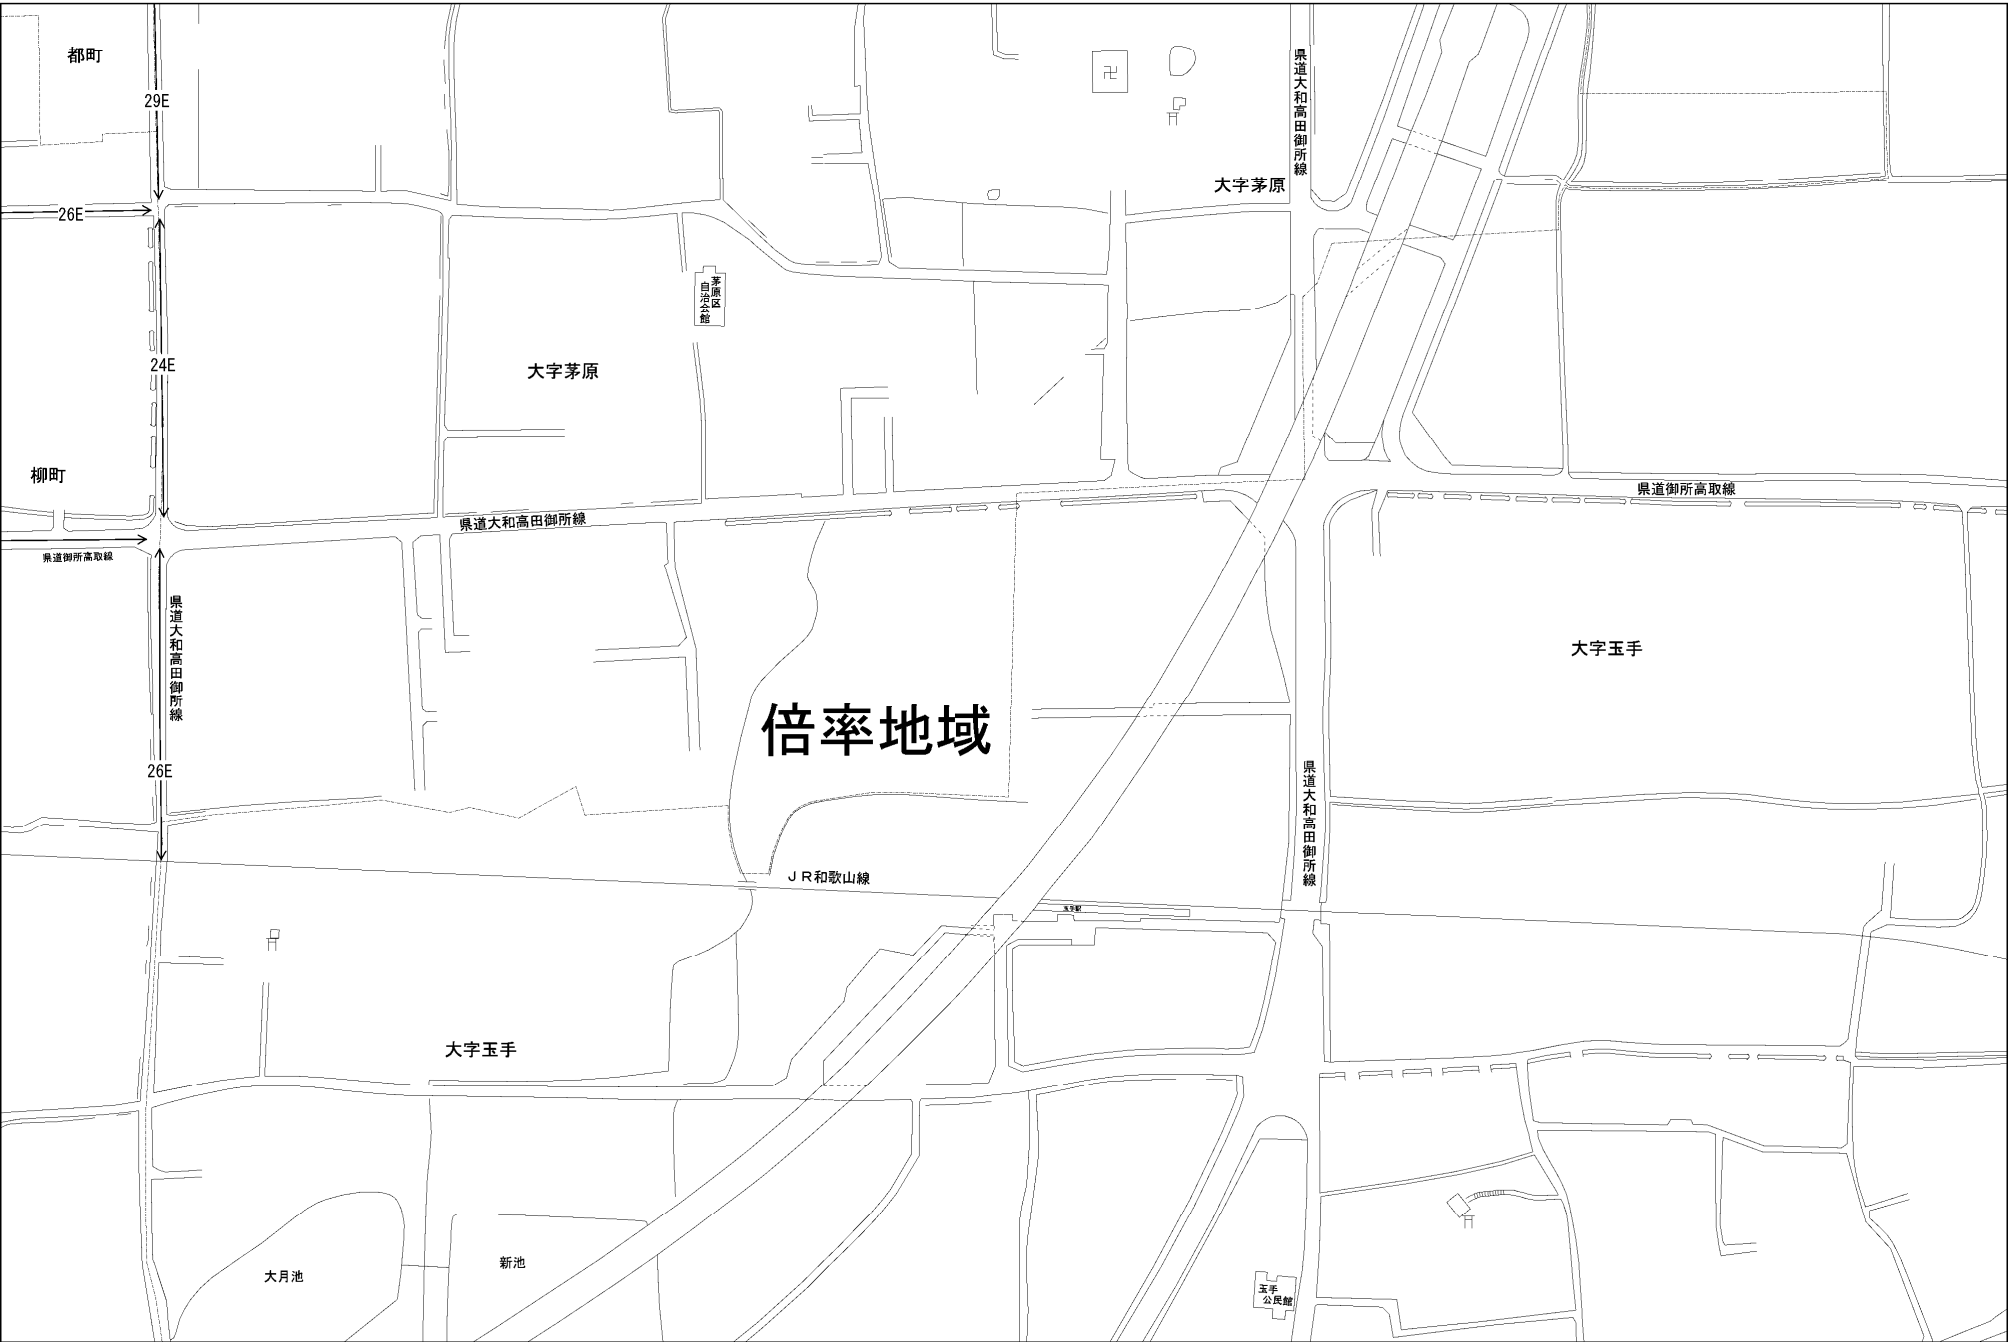 都町
29E
県道大和高田御所線
26E
大字茅原
茅原区
自治会館
24E
大字茅原
柳町
県道御所高取線
県道大和高田御所線
県道御所高取線
県道大和高田御所線
大字玉手
倍率地域
26E
県道大和高田御所線
JR和歌山線
玉手駅
大字玉手
新池
大月池
玉手
公民館